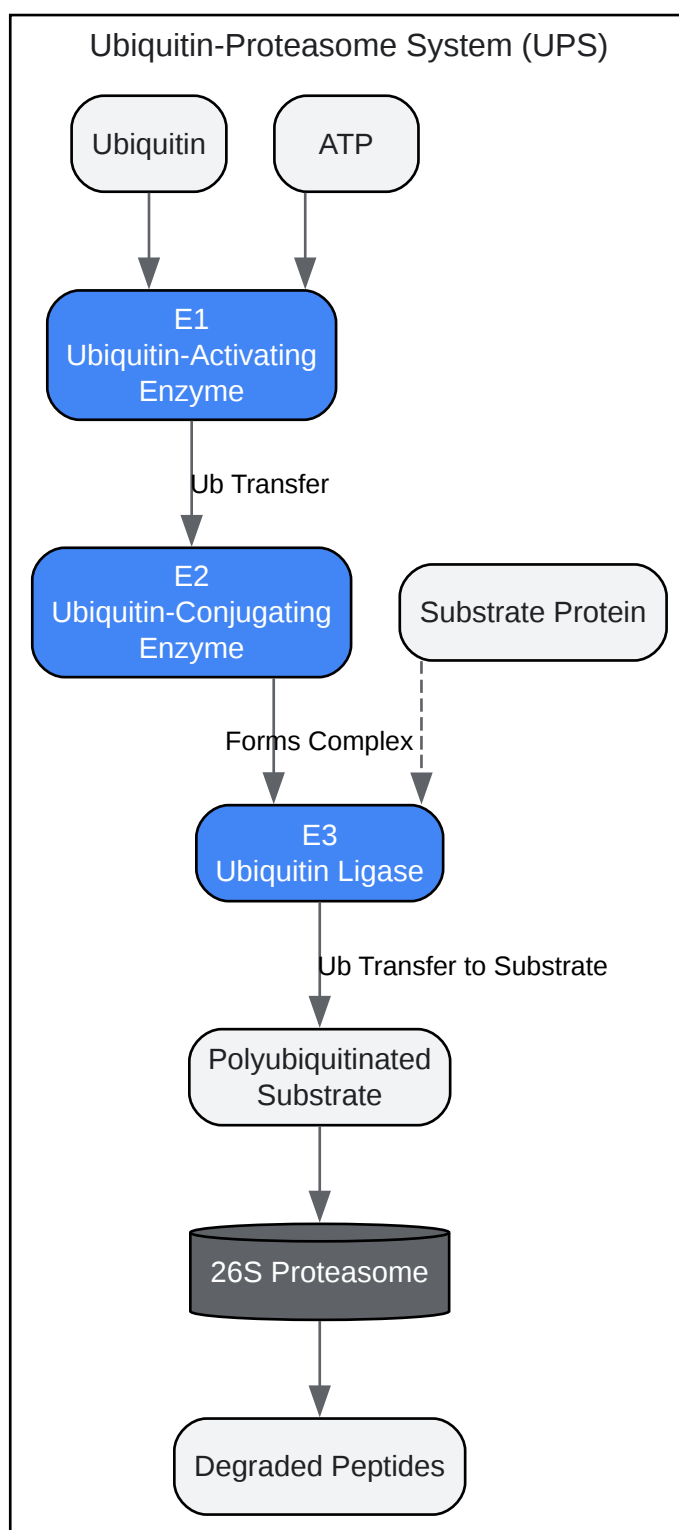 Ubiquitin-Proteasome System (UPS)
Ubiquitin
ATP
E1
Ubiquitin-Activating
Enzyme
Ub Transfer
E2
Ubiquitin-Conjugating
Enzyme
Substrate Protein
Forms Complex
E3
Ubiquitin Ligase
Ub Transfer to Substrate
Polyubiquitinated
Substrate
26S Proteasome
Degraded Peptides